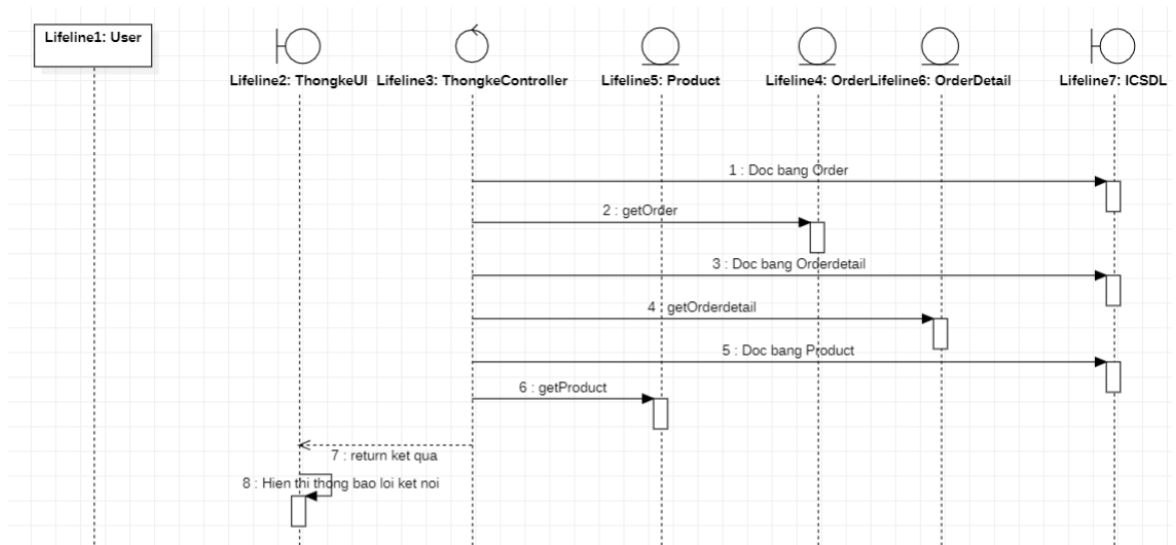 Lifeline1: User
Lifeline2: ThongkeUI
Lifeline3: ThongkeController
Lifeline5: Product
Lifeline4: Order
Lifeline6: OrderDetail
Lifeline7: ICSDL
1 : Doc bang Order
2 : getOrder
3 : Doc bang Orderdetail
4 : getOrderdetail
5 : Doc bang Product
6 : getProduct
7 : return ket qua
8 : Hien thi thong bao loi ket noi